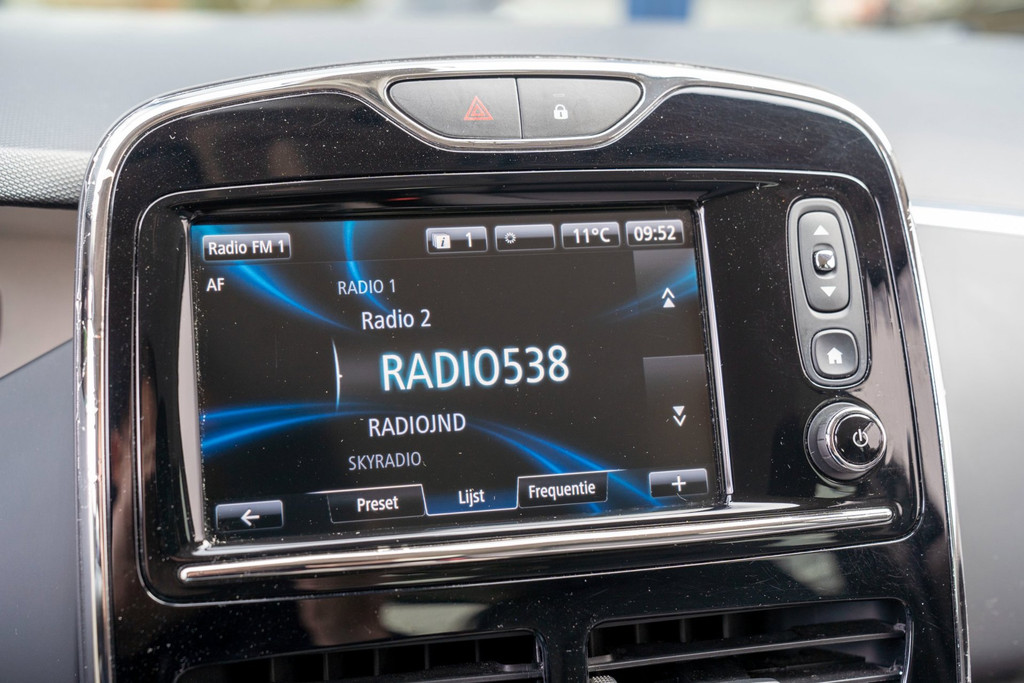 Radio FM 1
i 1
11°C
09:52
AF
RADIO 1
Radio 2
RADIO538
RADIOJND
SKYRADIO
Preset
Lijst
Frequentie
+